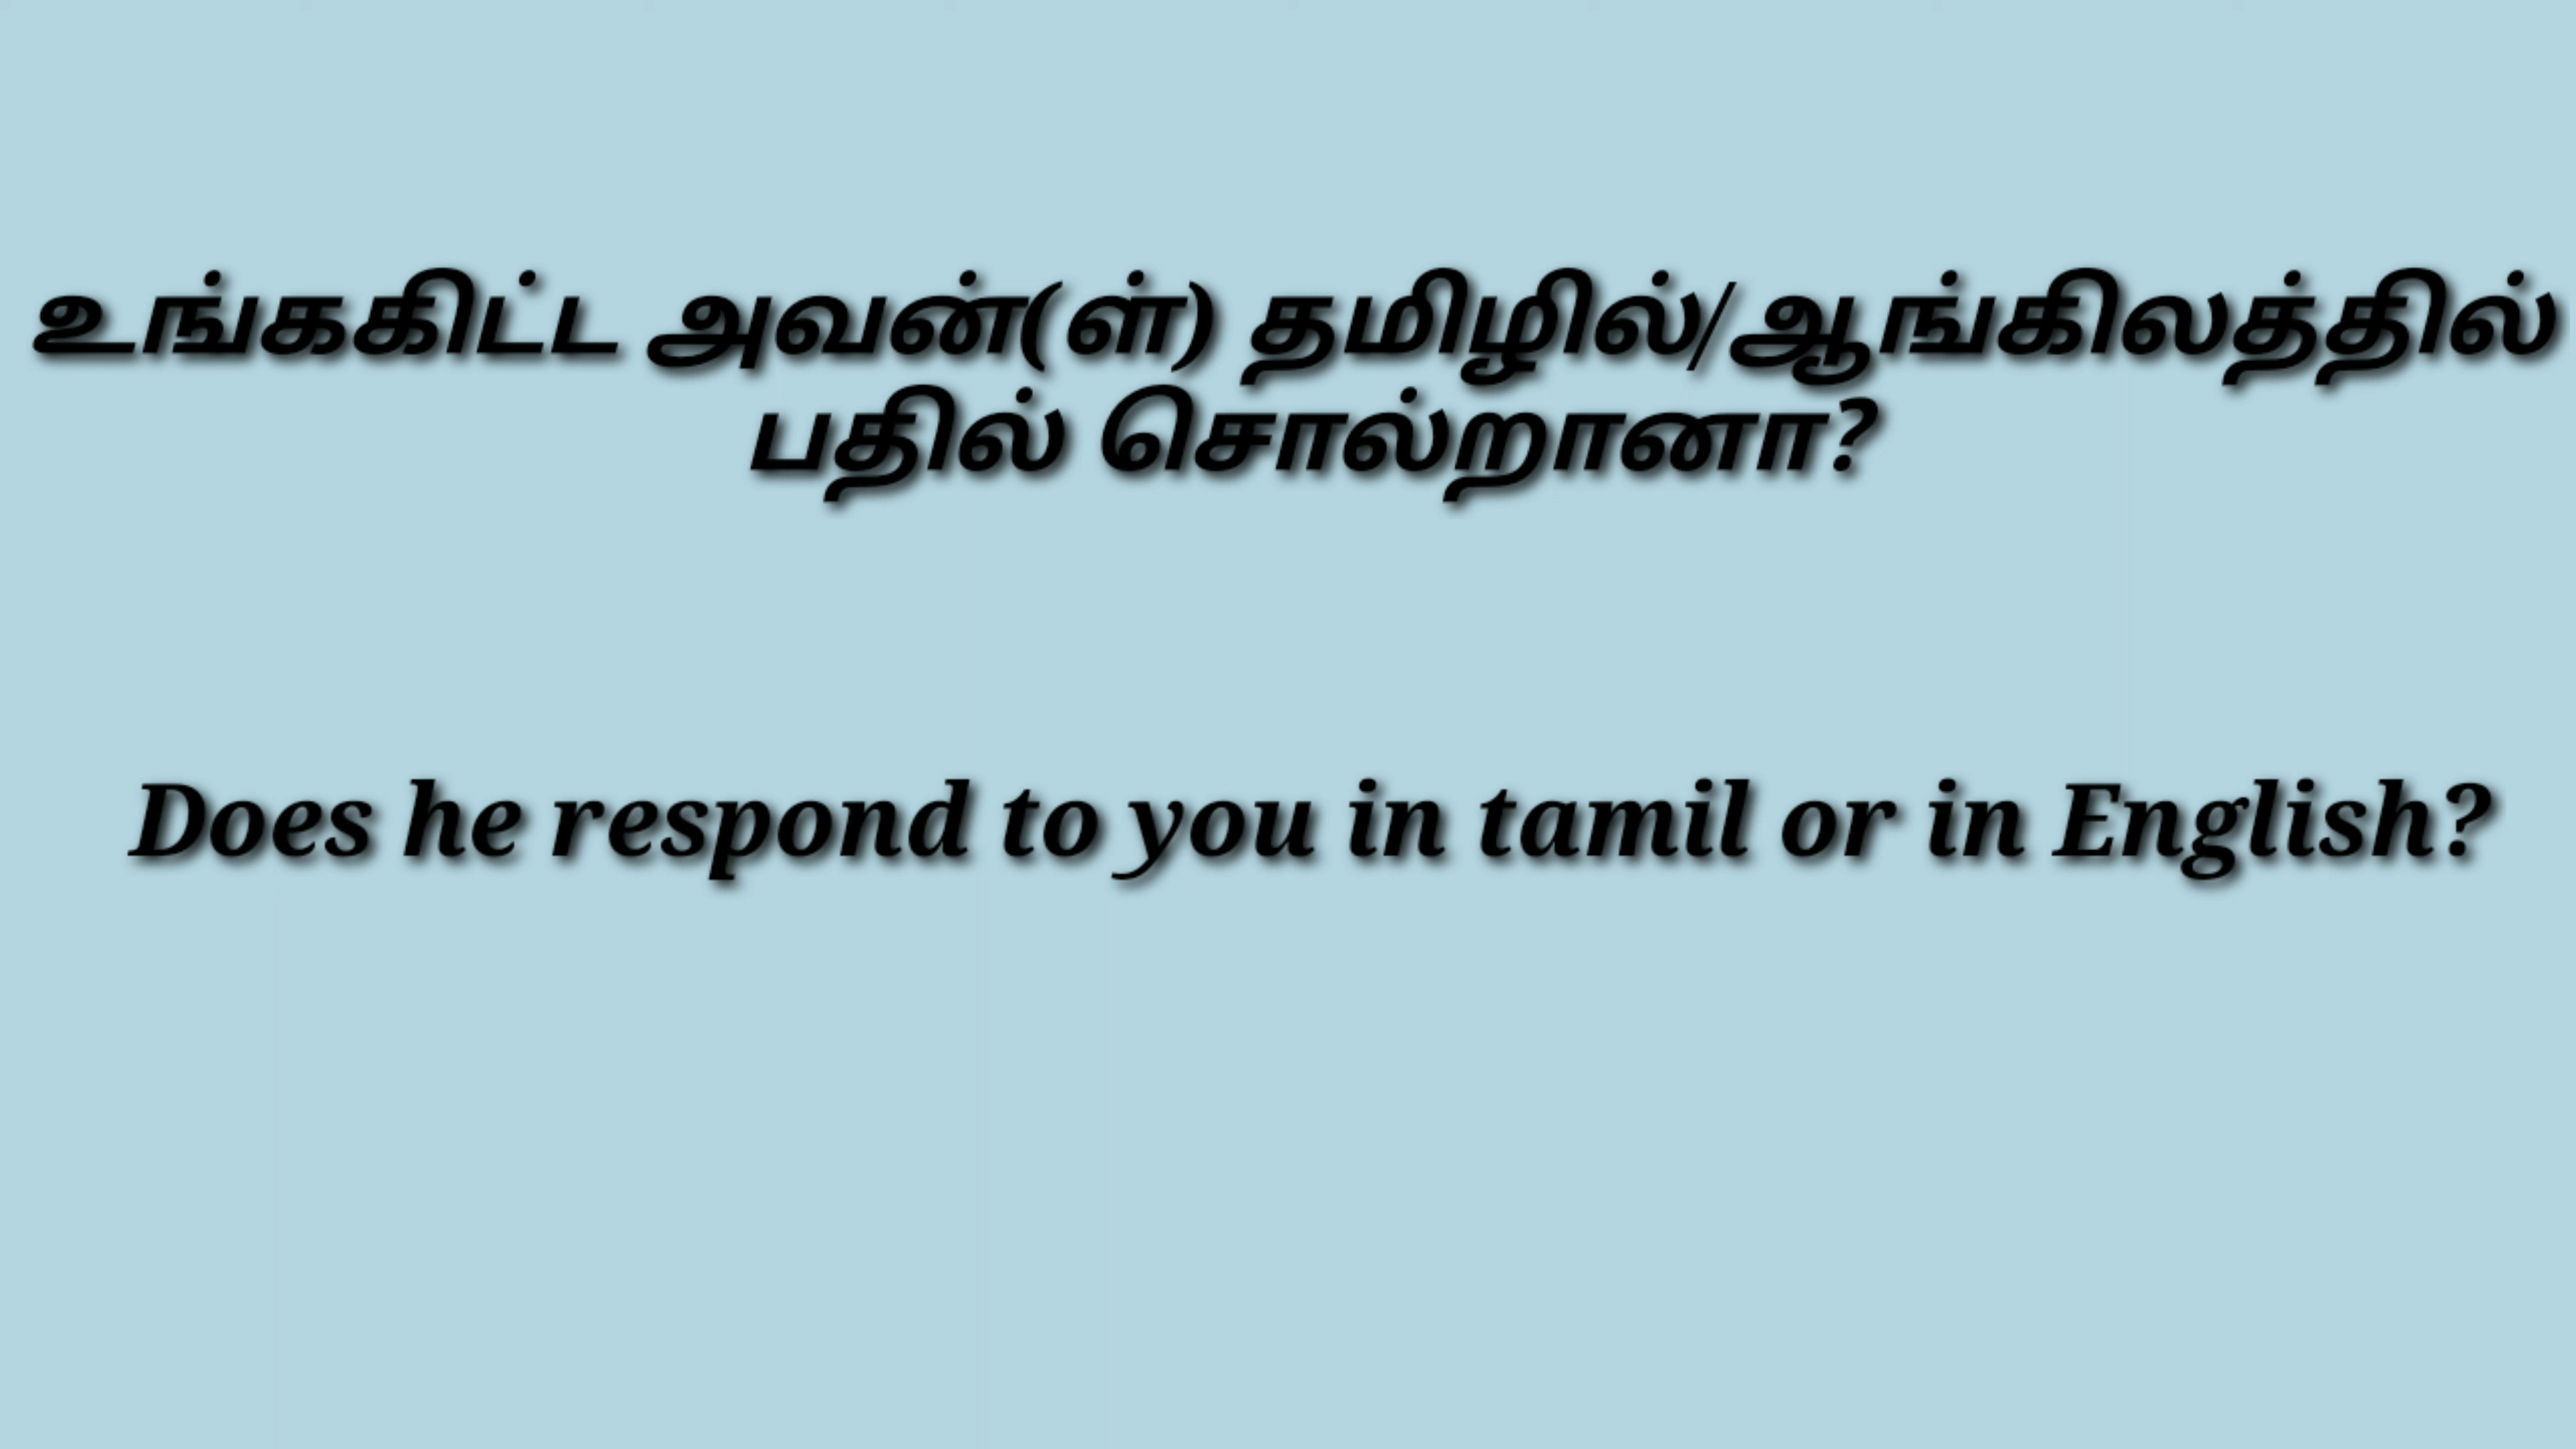 உங்ககிட்ட அவன்(ள்) தமிழில்/ஆங்கிலத்தில்
பதில் சொல்றானா?
Does he respond to you in tamil or in English?